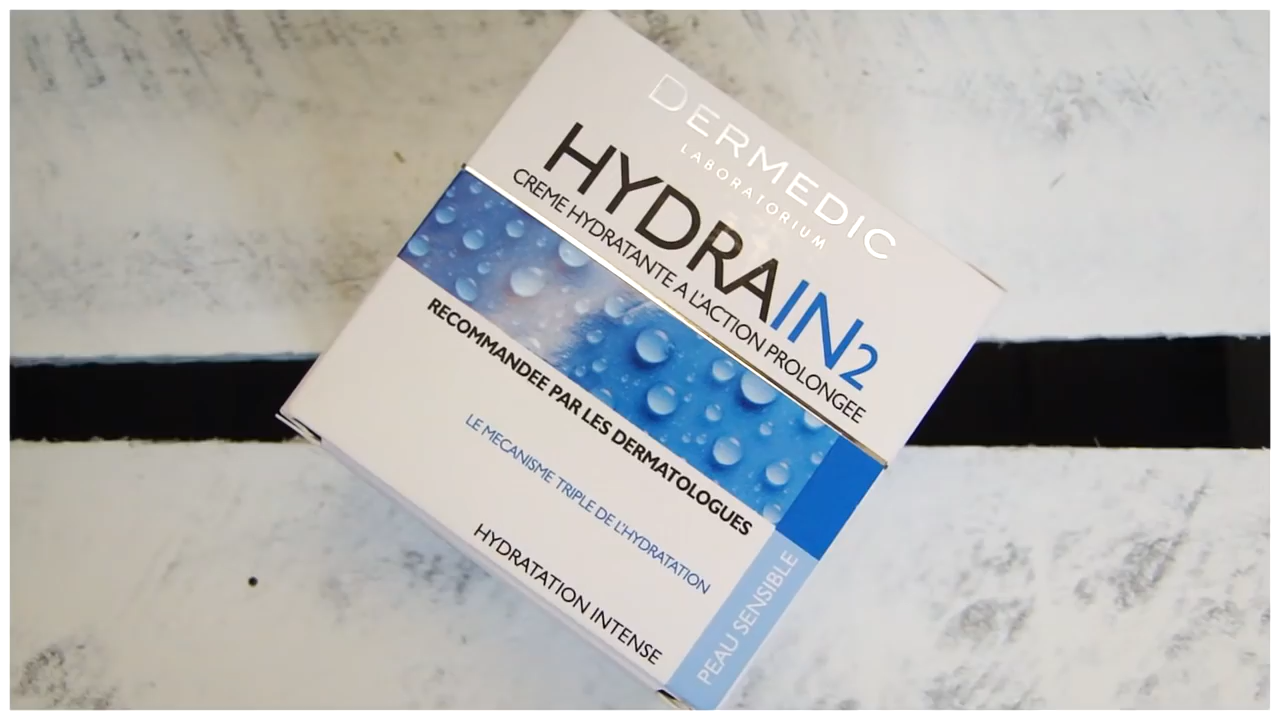 DERMEDIC
LABORATORIUM
HYDRAIN2
CREME HYDRATANTE A L'ACTION PROLONGEE
RECOMMANDEE PAR LES DERMATOLOGUES
LE MECANISME TRIPLE DE L'HYDRATATION
HYDRATATION INTENSE
PEAU SENSIBLE